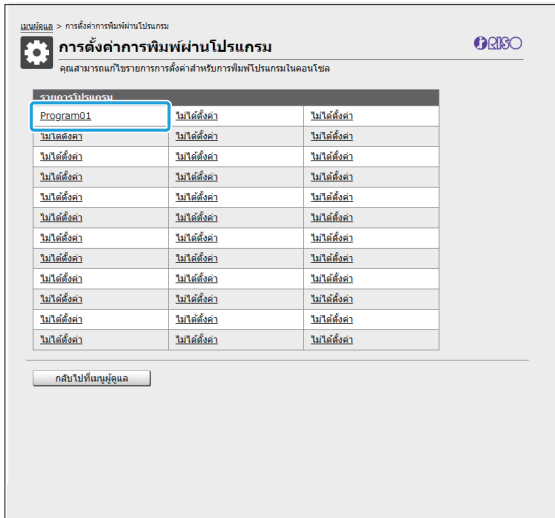 เมนูผู้ดูแล > การตั้งค่าการพิมพ์ผ่านโปรแกรม
การตั้งค่าการพิมพ์ผ่านโปรแกรม
RISO
คุณสามารถแก้ไขรายการการตั้งค่าสำหรับการพิมพ์โปรแกรมในคอนโซล
รายการโปรแกรม
Program01 ไม่ได้ตั้งค่า ไม่ได้ตั้งค่า
ไม่ได้ตั้งค่า ไม่ได้ตั้งค่า ไม่ได้ตั้งค่า
ไม่ได้ตั้งค่า ไม่ได้ตั้งค่า ไม่ได้ตั้งค่า
ไม่ได้ตั้งค่า ไม่ได้ตั้งค่า ไม่ได้ตั้งค่า
ไม่ได้ตั้งค่า ไม่ได้ตั้งค่า ไม่ได้ตั้งค่า
ไม่ได้ตั้งค่า ไม่ได้ตั้งค่า ไม่ได้ตั้งค่า
ไม่ได้ตั้งค่า ไม่ได้ตั้งค่า ไม่ได้ตั้งค่า
ไม่ได้ตั้งค่า ไม่ได้ตั้งค่า ไม่ได้ตั้งค่า
ไม่ได้ตั้งค่า ไม่ได้ตั้งค่า ไม่ได้ตั้งค่า
ไม่ได้ตั้งค่า ไม่ได้ตั้งค่า ไม่ได้ตั้งค่า
ไม่ได้ตั้งค่า ไม่ได้ตั้งค่า ไม่ได้ตั้งค่า
ไม่ได้ตั้งค่า ไม่ได้ตั้งค่า ไม่ได้ตั้งค่า
กลับไปที่เมนูผู้ดูแล